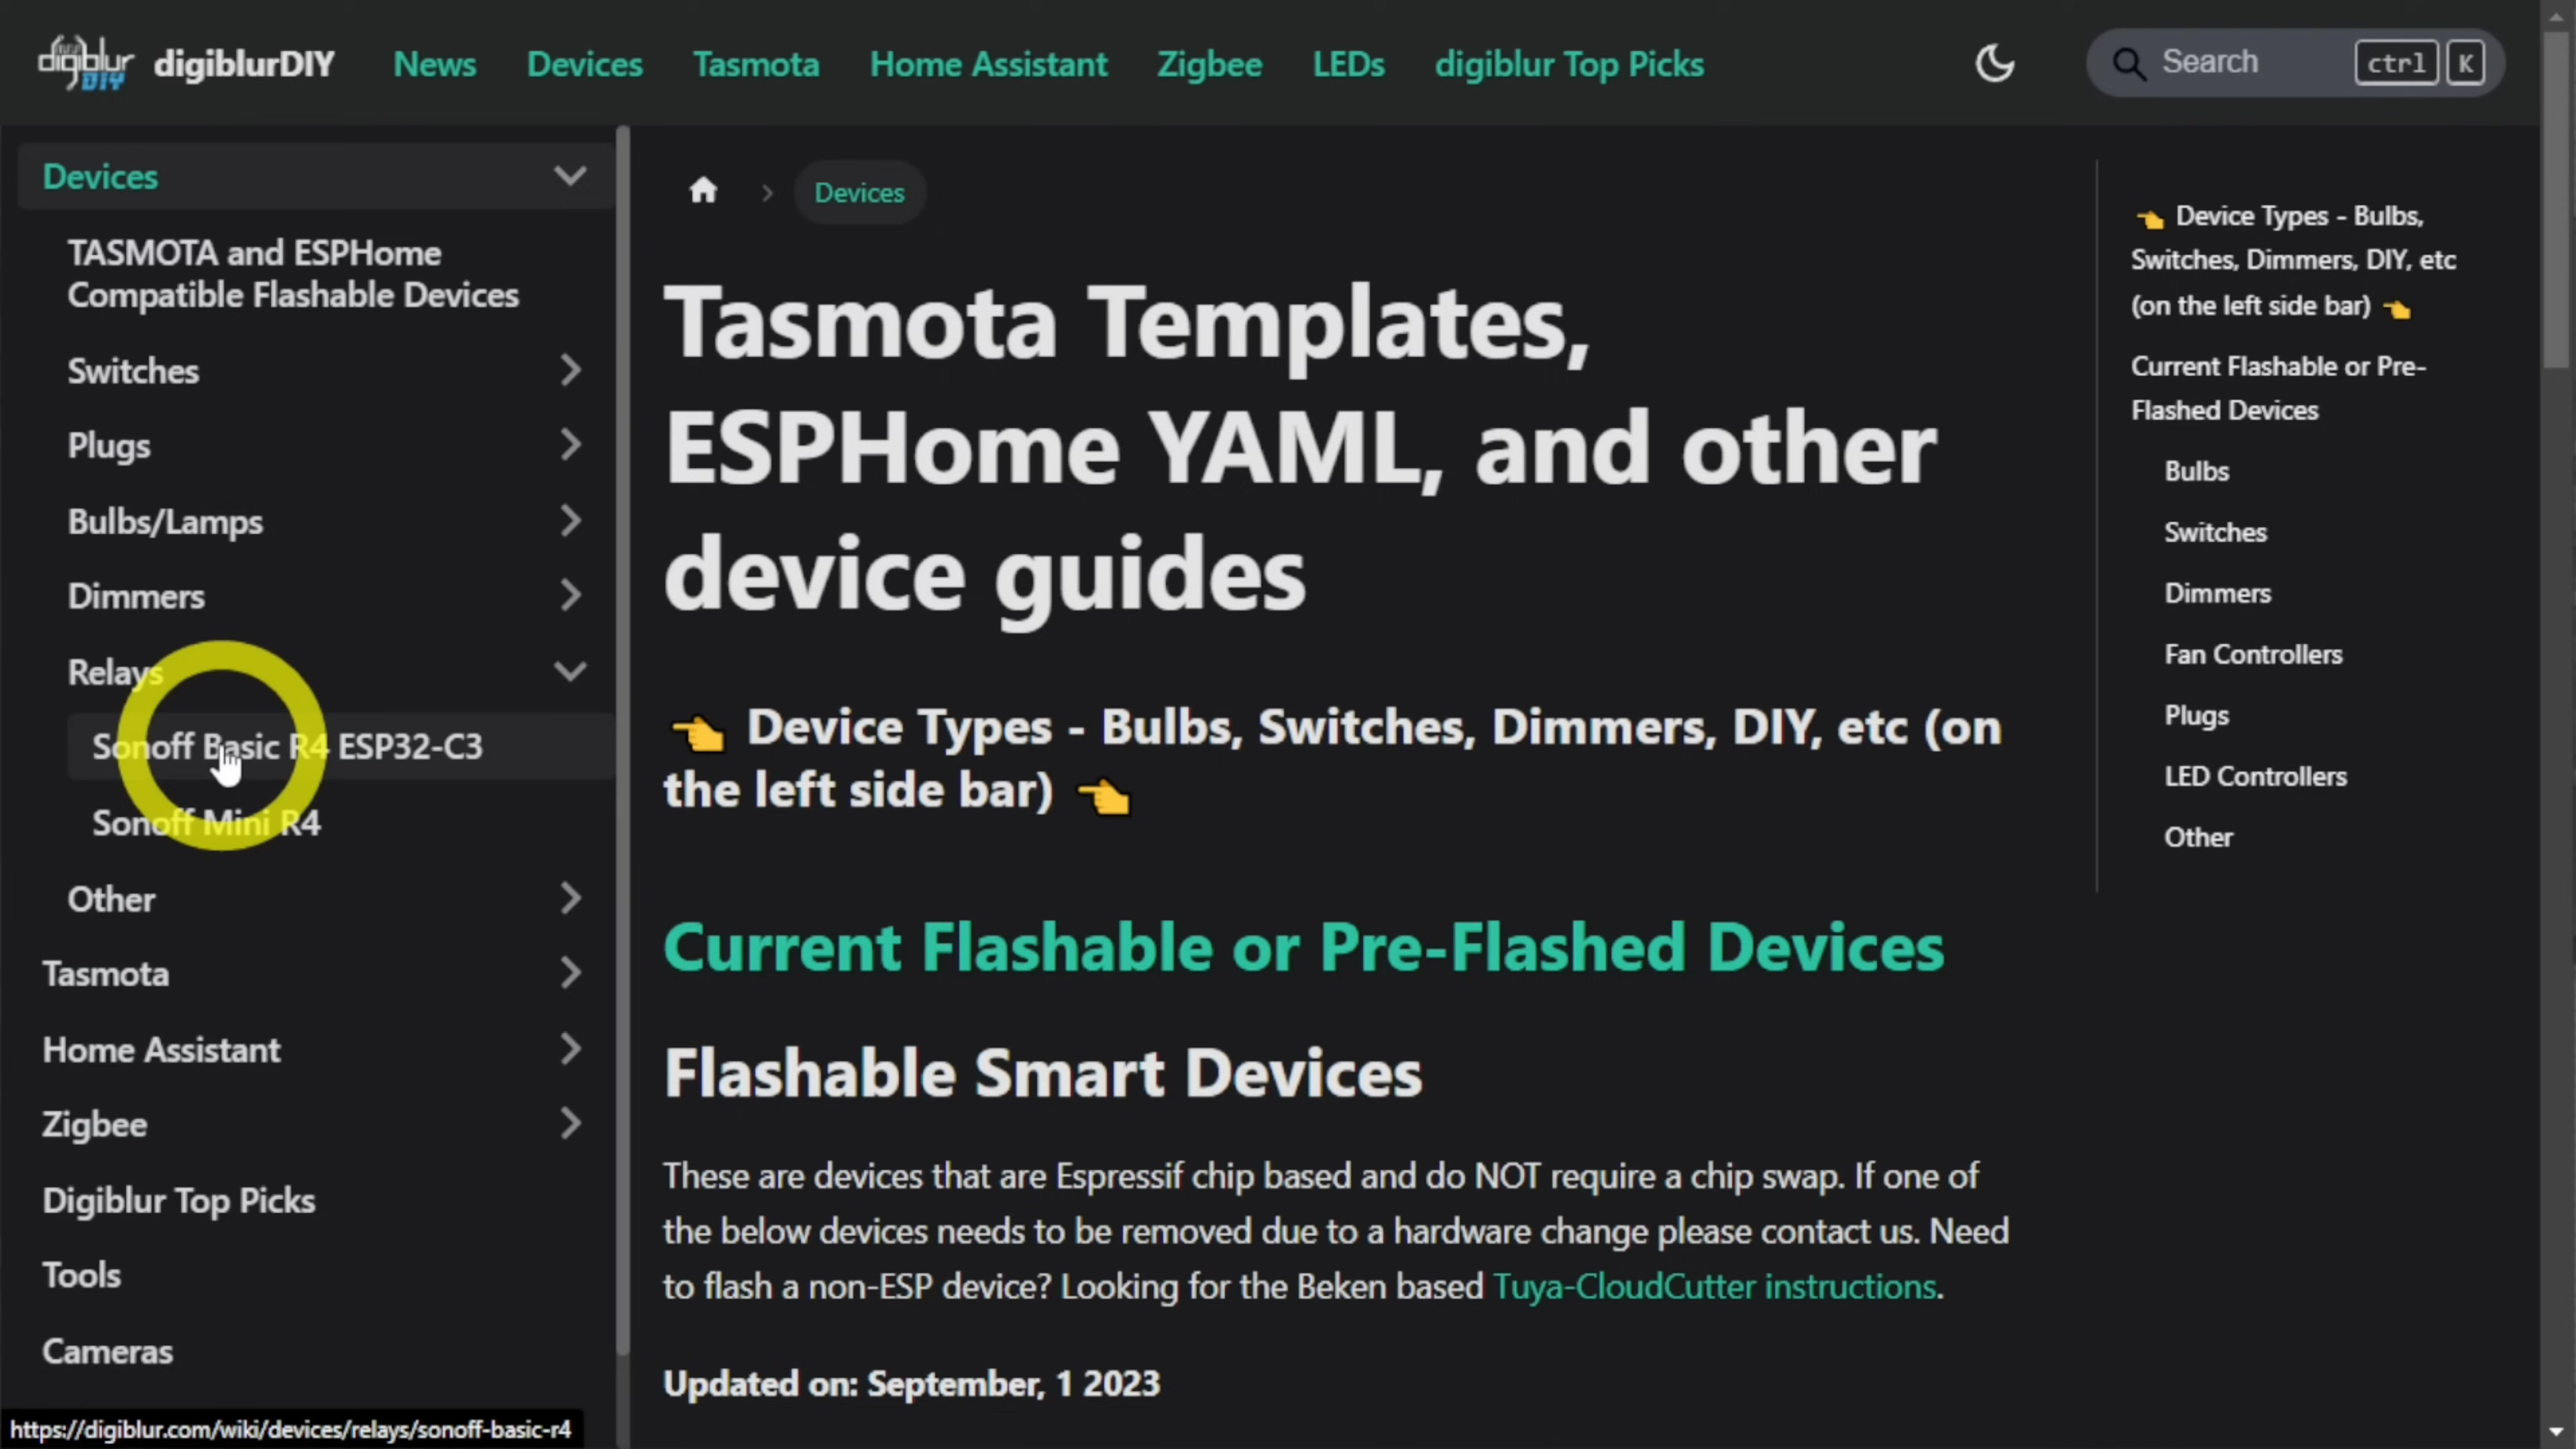 digiblur
DIY
digiblurDIY
News
Devices
Tasmota
Home Assistant
Zigbee
LEDs
digiblur Top Picks
Search
ctrl
K
Devices
TASMOTA and ESPHome
Compatible Flashable Devices
Switches
Plugs
Bulbs/Lamps
Dimmers
Relays
Sonoff Basic R4 ESP32-C3
Sonoff Mini R4
Other
Tasmota
Home Assistant
Zigbee
Digiblur Top Picks
Tools
Cameras
https://digiblur.com/wiki/devices/relays/sonoff-basic-r4
Devices
Tasmota Templates,
ESPHome YAML, and other
device guides
👈 Device Types - Bulbs, Switches, Dimmers, DIY, etc (on
the left side bar) 👈
Current Flashable or Pre-Flashed Devices
Flashable Smart Devices
These are devices that are Espressif chip based and do NOT require a chip swap. If one of
the below devices needs to be removed due to a hardware change please contact us. Need
to flash a non-ESP device? Looking for the Beken based Tuya-CloudCutter instructions.
Updated on: September, 1 2023
👈 Device Types - Bulbs,
Switches, Dimmers, DIY, etc
(on the left side bar) 👈
Current Flashable or Pre-
Flashed Devices
Bulbs
Switches
Dimmers
Fan Controllers
Plugs
LED Controllers
Other